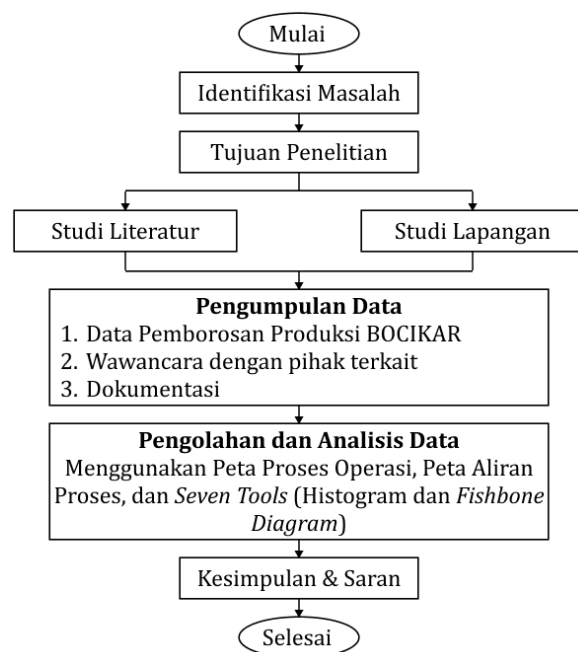 Mulai
Identifikasi Masalah
Tujuan Penelitian
Studi Literatur
Studi Lapangan
Pengumpulan Data
1. Data Pemborosan Produksi BOCIKAR
2. Wawancara dengan pihak terkait
3. Dokumentasi
Pengolahan dan Analisis Data
Menggunakan Peta Proses Operasi, Peta Aliran
Proses, dan Seven Tools (Histogram dan Fishbone
Diagram)
Kesimpulan & Saran
Selesai